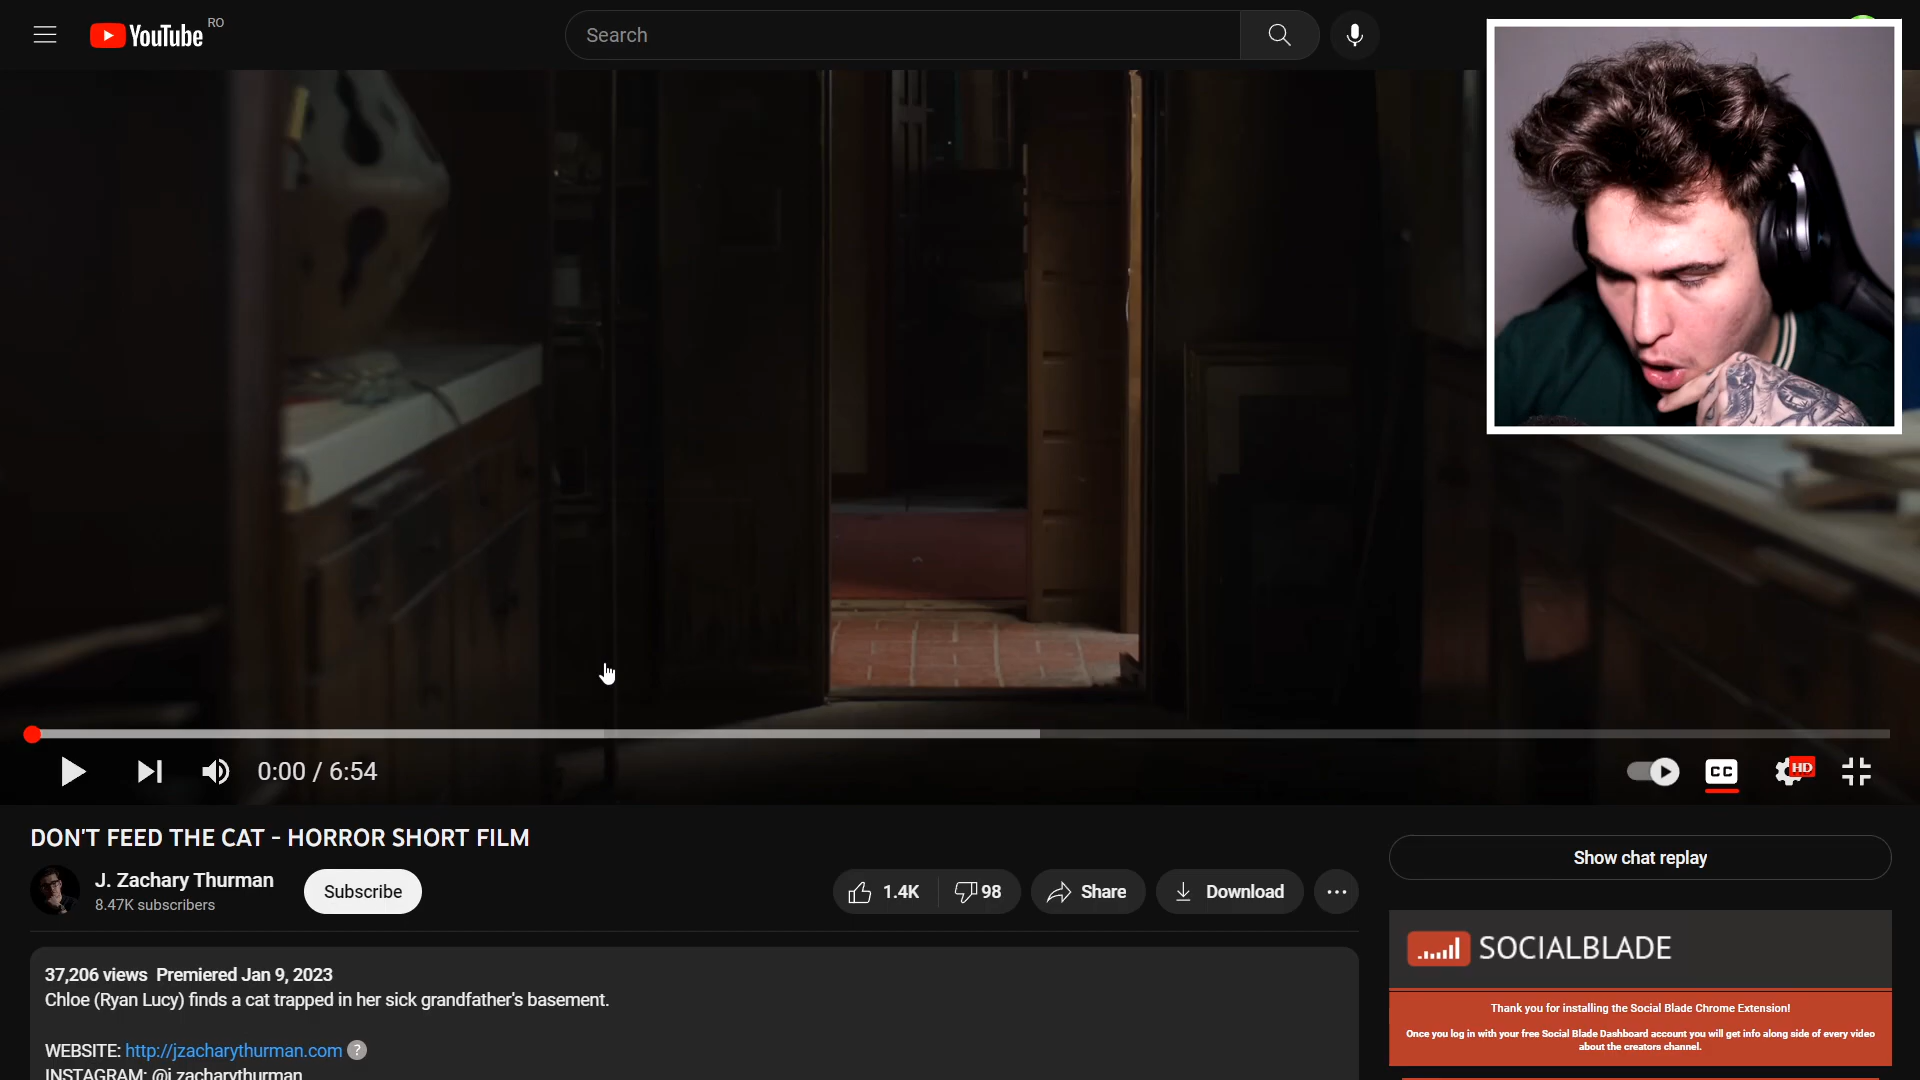 YouTube RO
Search
0:00 / 6:54
CC
HD
DON'T FEED THE CAT - HORROR SHORT FILM
J. Zachary Thurman
8.47K subscribers
Subscribe
1.4K
98
Share
Download
Show chat replay
37,206 views Premiered Jan 9, 2023
Chloe (Ryan Lucy) finds a cat trapped in her sick grandfather's basement.
WEBSITE: http://jzacharythurman.com ?
INSTAGRAM: @j.zacharythurman
SOCIALBLADE
Thank you for installing the Social Blade Chrome Extension!
Once you log in with your free Social Blade Dashboard account you will get info along side of every video
about the creators channel.